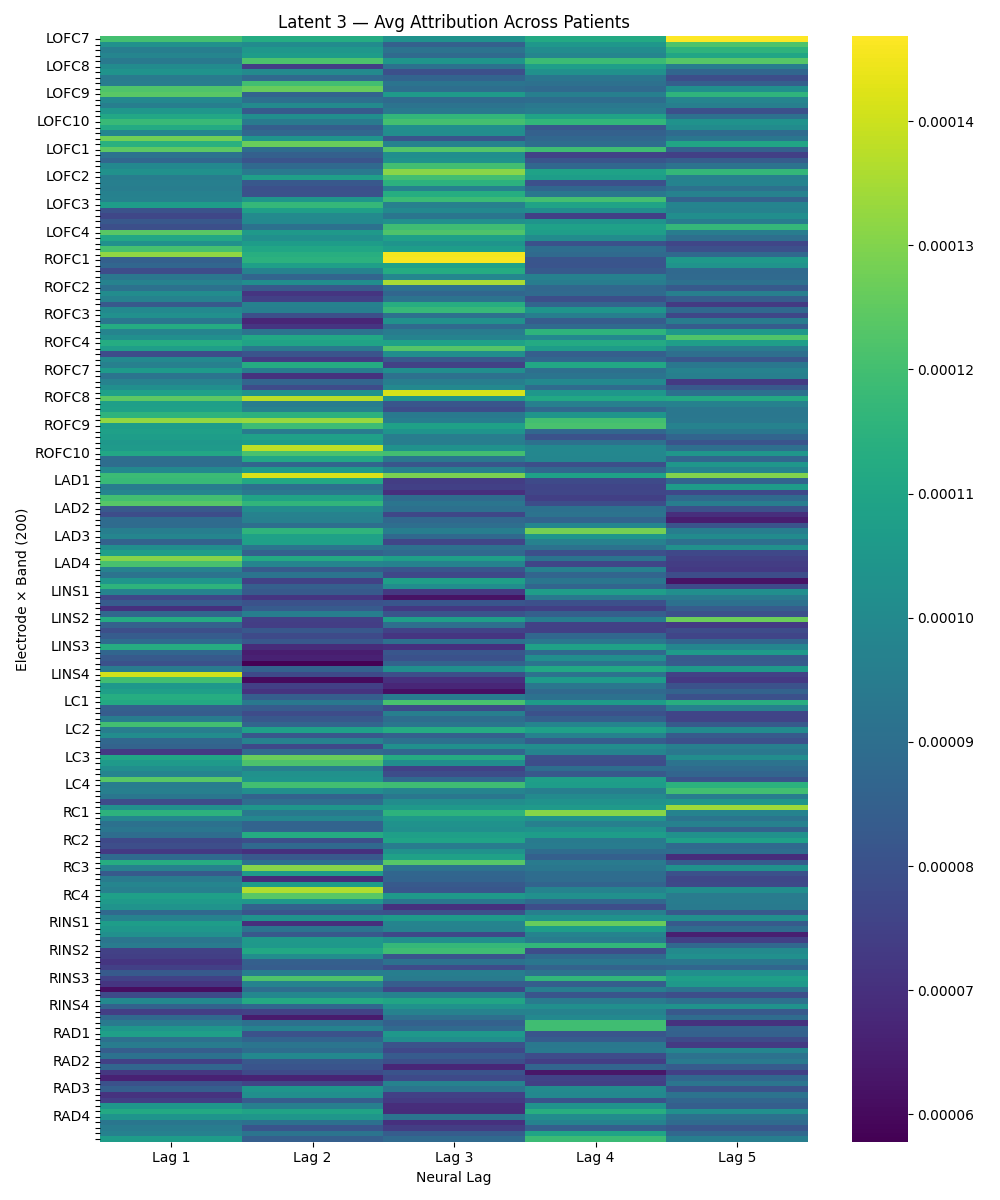 Latent 3 — Avg Attribution Across Patients
Electrode × Band (200)
LOFC7
LOFC8
LOFC9
LOFC10
LOFC1
LOFC2
LOFC3
LOFC4
ROFC1
ROFC2
ROFC3
ROFC4
ROFC7
ROFC8
ROFC9
ROFC10
LAD1
LAD2
LAD3
LAD4
LINS1
LINS2
LINS3
LINS4
LC1
LC2
LC3
LC4
RC1
RC2
RC3
RC4
RINS1
RINS2
RINS3
RINS4
RAD1
RAD2
RAD3
RAD4
Lag 1 Lag 2 Lag 3 Lag 4 Lag 5
Neural Lag
0.00014
0.00013
0.00012
0.00011
0.00010
0.00009
0.00008
0.00007
0.00006